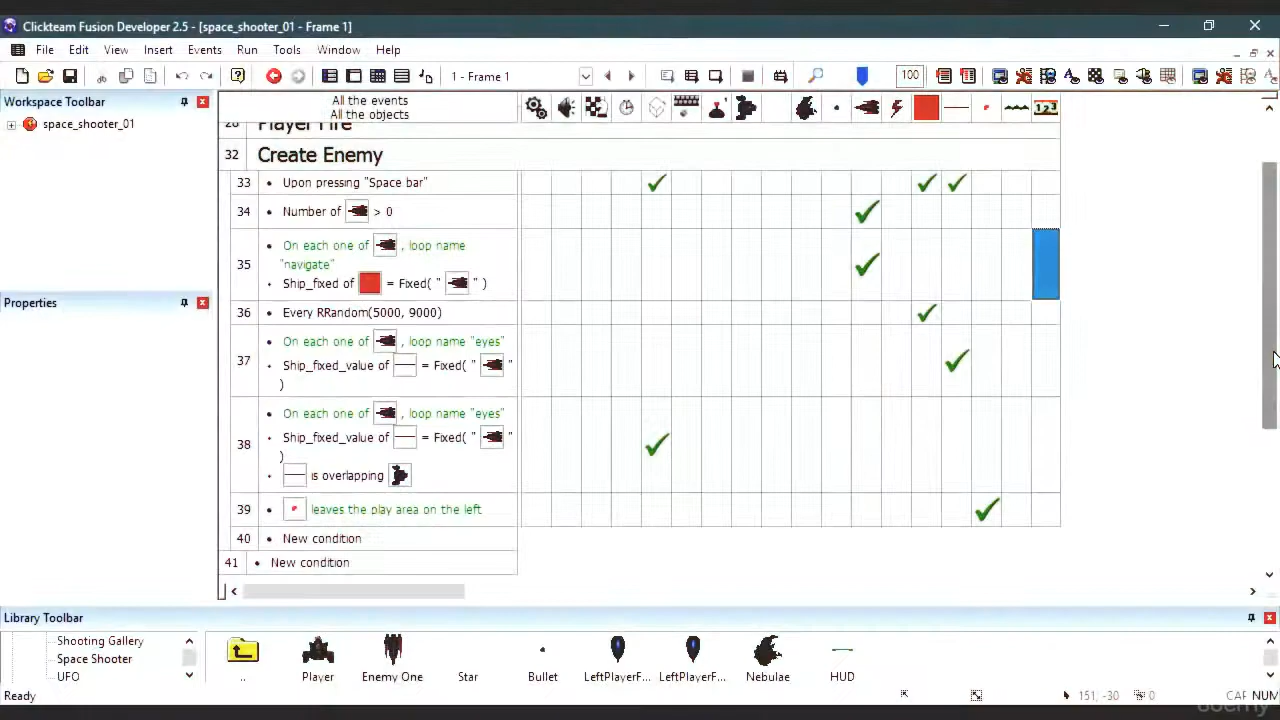 Clickteam Fusion Developer 2.5 - [space_shooter_01 - Frame 1]
File Edit View Insert Events Run Tools Window Help
1 - Frame 1
100
Workspace Toolbar
space_shooter_01
Properties
All the events
All the objects
1 2 3
Player Fire
32 Create Enemy
33 Upon pressing "Space bar"
34 Number of > 0
35 On each one of , loop name
"navigate"
Ship_fixed of = Fixed( " " )
36 Every RRandom(5000, 9000)
37 On each one of , loop name "eyes"
Ship_fixed_value of = Fixed( " "
)
38 On each one of , loop name "eyes"
Ship_fixed_value of = Fixed( " "
)
is overlapping
39 leaves the play area on the left
40 New condition
41 New condition
Library Toolbar
Shooting Gallery
Space Shooter
UFO
..
Player
Enemy One
Star
Bullet
LeftPlayerF...
LeftPlayerF...
Nebulae
HUD
Ready
151, -30
0
CAP NUM